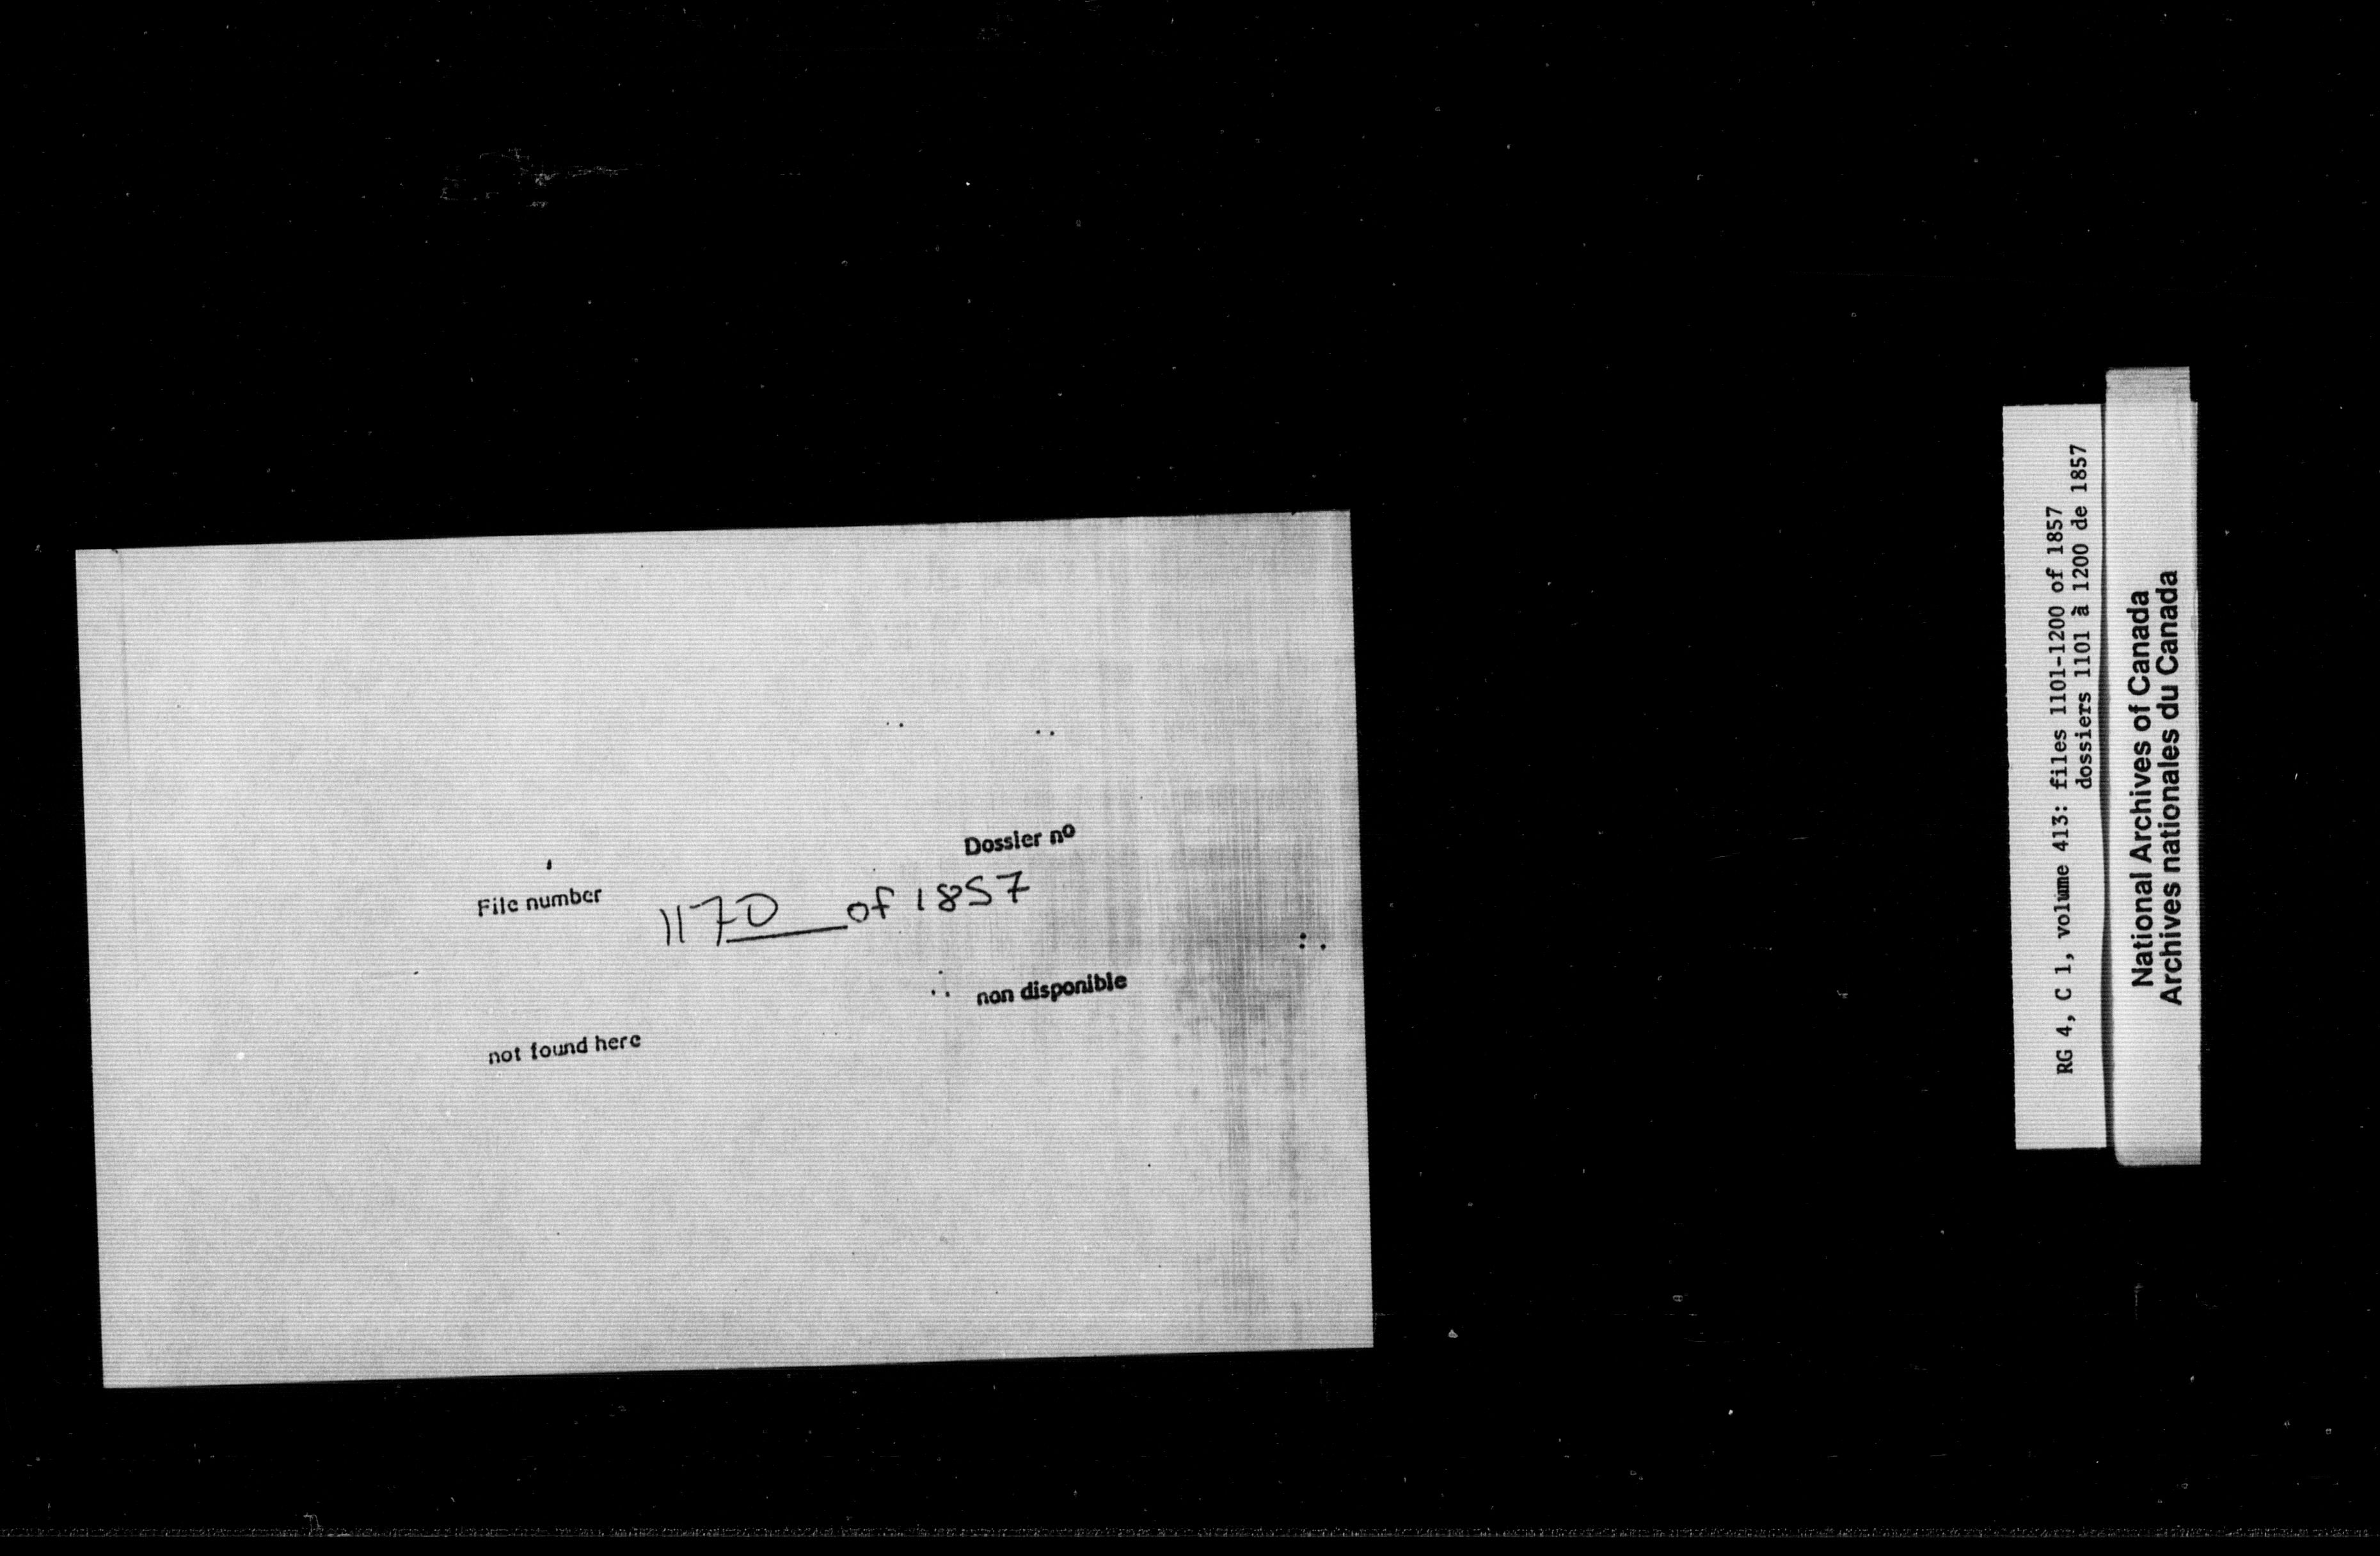 Dossier no
File number
1170 of 1857
non disponible
not found here
RG 4, C 1, volume 413: files 1101-1200 of 1857
dossiers 1101 à 1200 de 1857
National Archives of Canada
Archives nationales du Canada